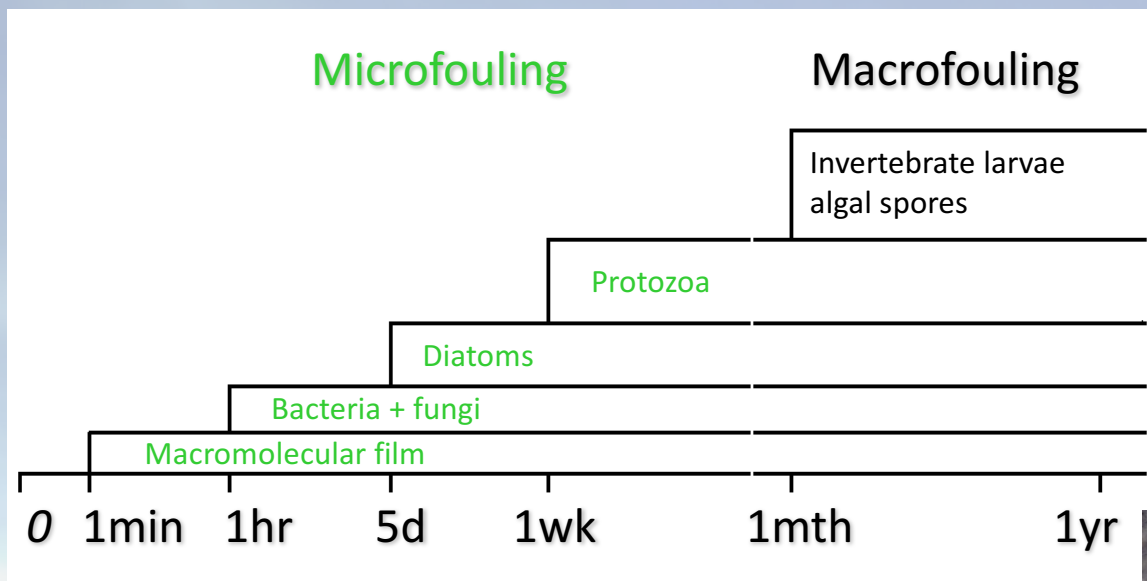 Microfouling
Macrofouling
Invertebrate larvae
algal spores
Protozoa
Diatoms
Bacteria + fungi
Macromolecular film
0 1min 1hr 5d 1wk 1mth 1yr